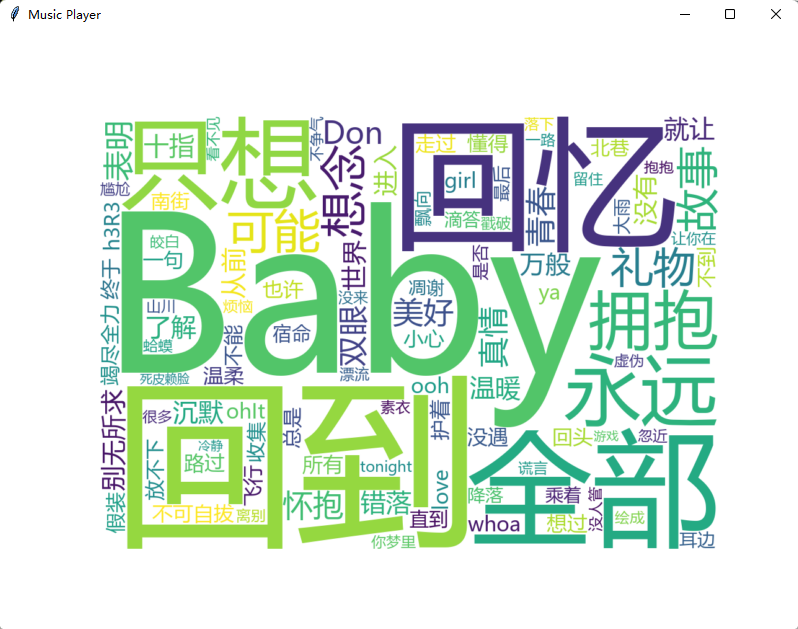 Music Player
只想
回忆
Baby
回到
全部
永远
拥抱
表明
十指
看不见
不争气
Don
想念
进入
走过
懂得
落下
一路
北巷
就让
girl
最后
青春
留住
抱抱
没有
故事
飘向
滴答
戳破
大雨
让你在
南街
可能
h3R3
皎白
一句
从前
世界
是否
万般
礼物
不到
终于
山川
烦恼
也许
没来
凋谢
美好
小心
ya
了解
蛤蟆
不能
宿命
双眼
真情
虚伪
竭尽全力
死皮赖脸
温柔
漂流
ooh
温暖
别无所求
很多
沉默
ohIt
收集
总是
素衣
护着
没遇
回头
游戏
忽近
放不下
冷静
路过
飞行
所有
tonight
love
谎言
假装
不可自拔
离别
怀抱
错落
直到
降落
乘着
没人管
whoa
想过
绘成
你梦里
耳边